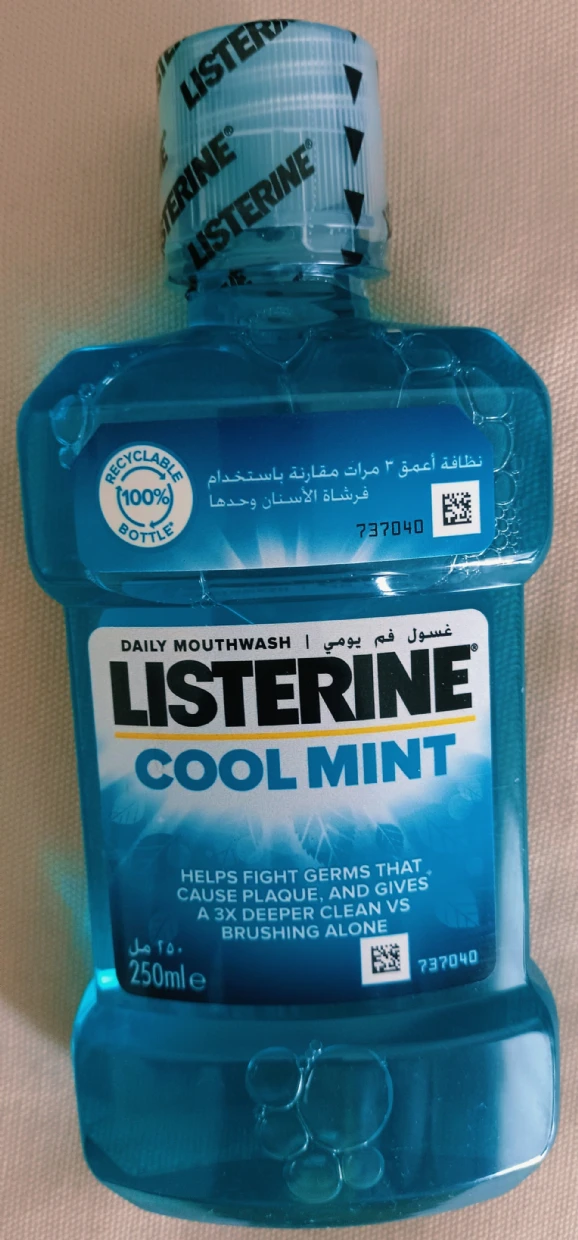 LISTERINE
LISTERINE®
LISTERINE®
RECYCLABLE
100%
BOTTLE*
نظافة أعمق ٣ مرات مقارنة باستخدام
فرشاة الأسنان وحدها
737040
DAILY MOUTHWASH | غسول فم يومي
LISTERINE®
COOL MINT
HELPS FIGHT GERMS THAT
CAUSE PLAQUE, AND GIVES
A 3X DEEPER CLEAN VS
BRUSHING ALONE
٢٥٠ مل
250ml e
737040